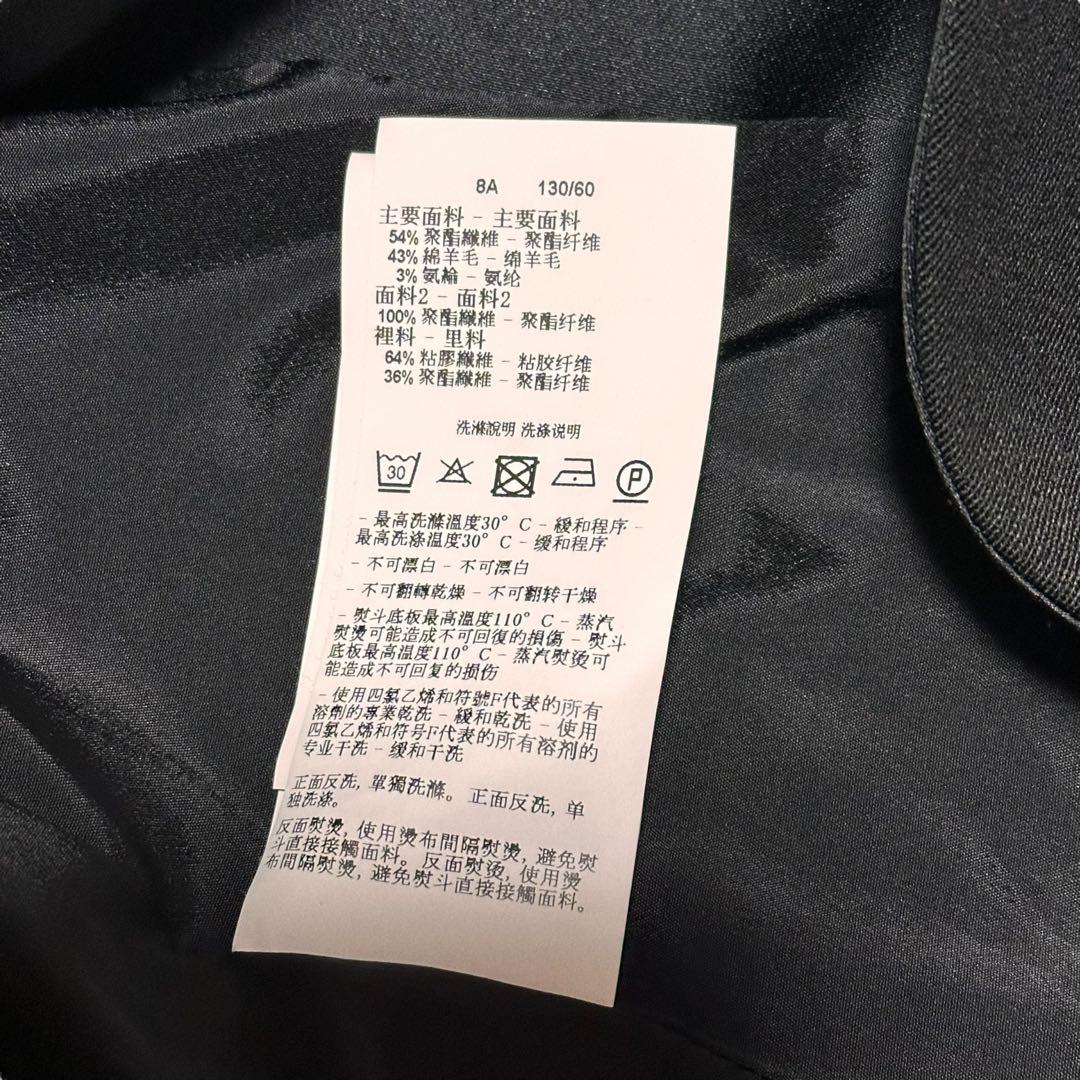 8A 130/60
主要面料 - 主要面料
54% 聚酯纖維 - 聚酯纤维
43% 綿羊毛 - 绵羊毛
3% 氨綸 - 氨纶
面料2 - 面料2
100% 聚酯纖維 - 聚酯纤维
裡料 - 里料
64% 粘膠纖維 - 粘胶纤维
36% 聚酯纖維 - 聚酯纤维
洗滌說明 洗涤说明
30 P
- 最高洗滌溫度30° C - 緩和程序 -
最高洗涤温度30° C - 缓和程序
- 不可漂白 - 不可漂白
- 不可翻轉乾燥 - 不可翻转干燥
- 熨斗底板最高溫度110° C - 蒸汽
熨燙可能造成不可回復的損傷 - 熨斗
底板最高温度110° C - 蒸汽熨烫可
能造成不可回复的损伤
- 使用四氯乙烯和符號F代表的所有
溶劑的專業乾洗 - 緩和乾洗 - 使用
四氯乙烯和符号F代表的所有溶剂的
专业干洗 - 缓和干洗
正面反洗, 單獨洗滌。 正面反洗, 单
独洗涤。
反面熨燙, 使用燙布間隔熨燙, 避免熨
斗直接接觸面料。 反面熨烫, 使用燙
布間隔熨燙, 避免熨斗直接接觸面料。